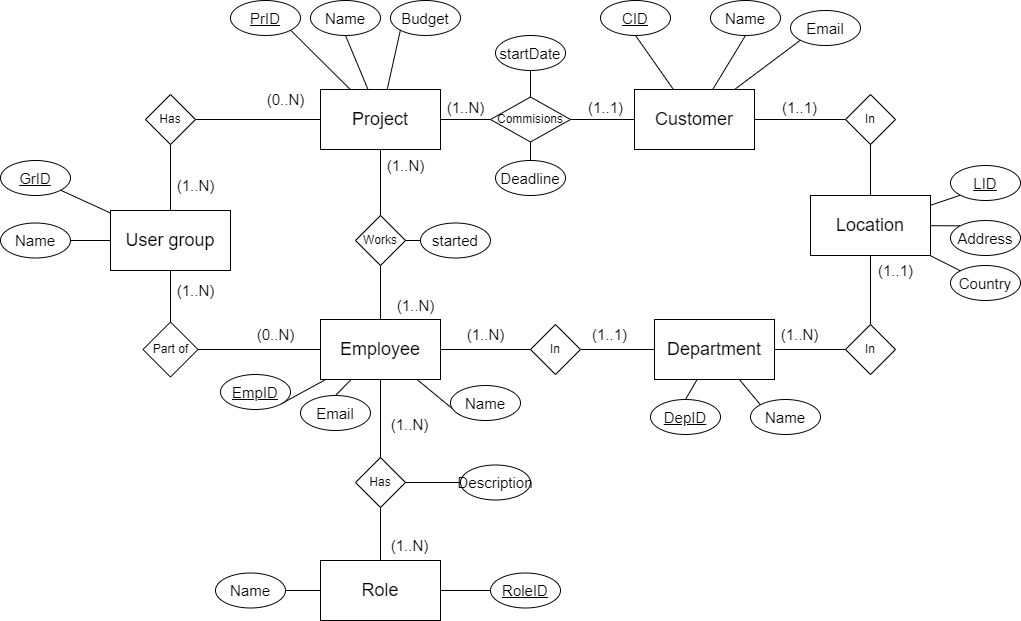 PrID
Name
Budget
CID
Name
Email
startDate
(0..N)
(1..N)
(1..1)
(1..1)
Has
Project
Commisions
Customer
In
(1..N)
Deadline
GrID
(1..N)
LID
Name
User group
Works
started
Location
Address
(1..1)
Country
(1..N)
(1..N)
(0..N)
(1..N)
(1..1)
(1..N)
Part of
Employee
In
Department
In
EmpID
Email
Name
DepID
Name
(1..N)
Has
Description
(1..N)
Name
Role
RoleID